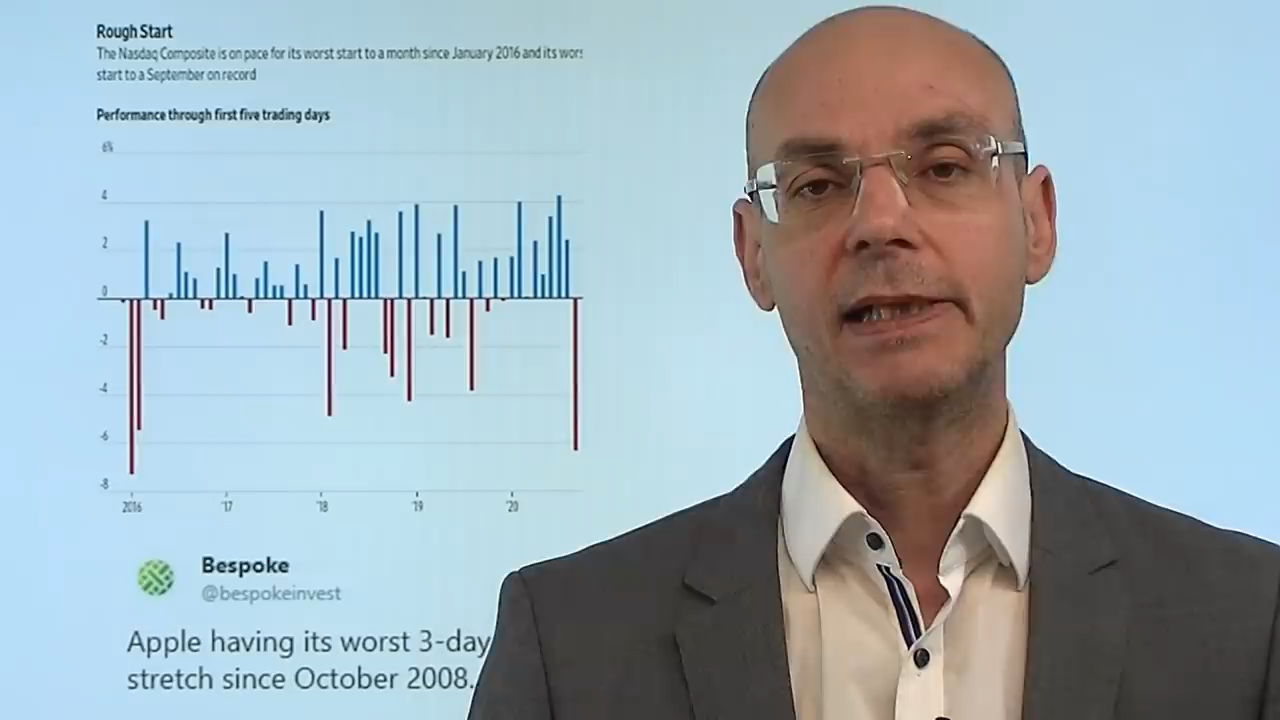 Rough Start
The Nasdaq Composite is on pace for its worst start to a month since January 2016 and its
start to a September on record
Performance through first five trading days
6%
4
2
0
-2
-4
-6
-8
2016 '17 '18 '19 '20
Bespoke
@bespokeinvest
Apple having its worst 3-day
stretch since October 2008.